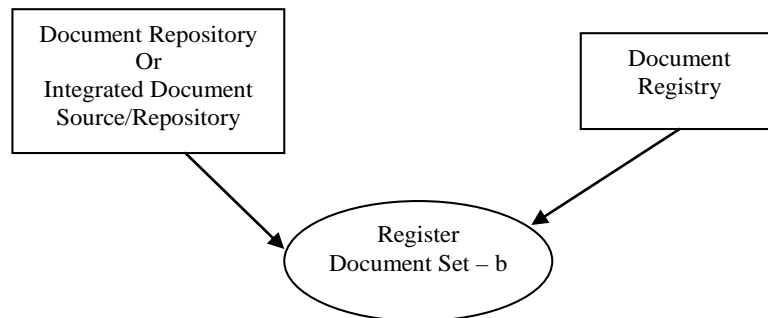 Document Repository
Or
Integrated Document
Source/Repository
Document
Registry
Register
Document Set – b